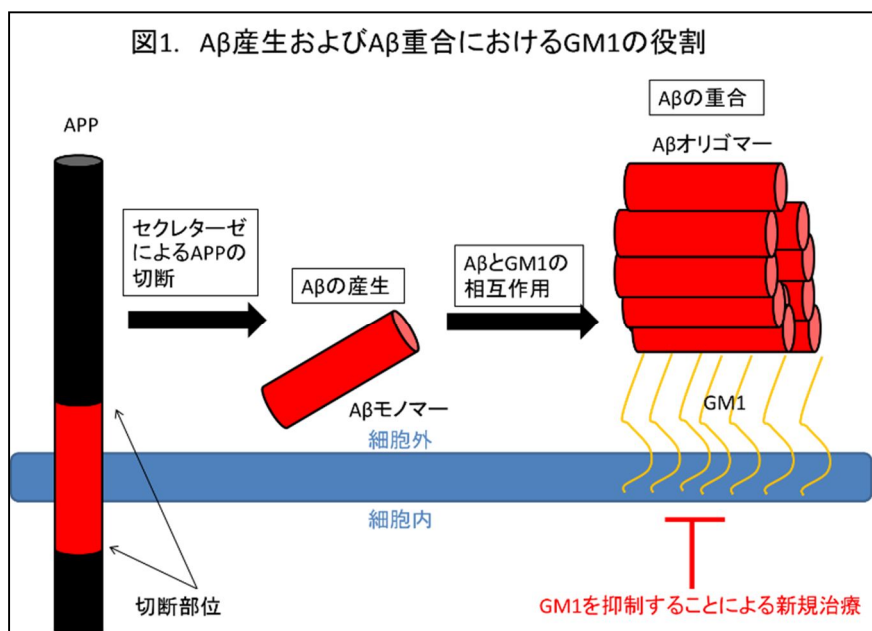 図1. Aβ産生およびAβ重合におけるGM1の役割
Aβの重合
Aβオリゴマー
APP
セクレターゼ
によるAPPの
切断
Aβの産生
AβとGM1の
相互作用
Aβモノマー
GM1
細胞外
細胞内
切断部位
GM1を抑制することによる新規治療